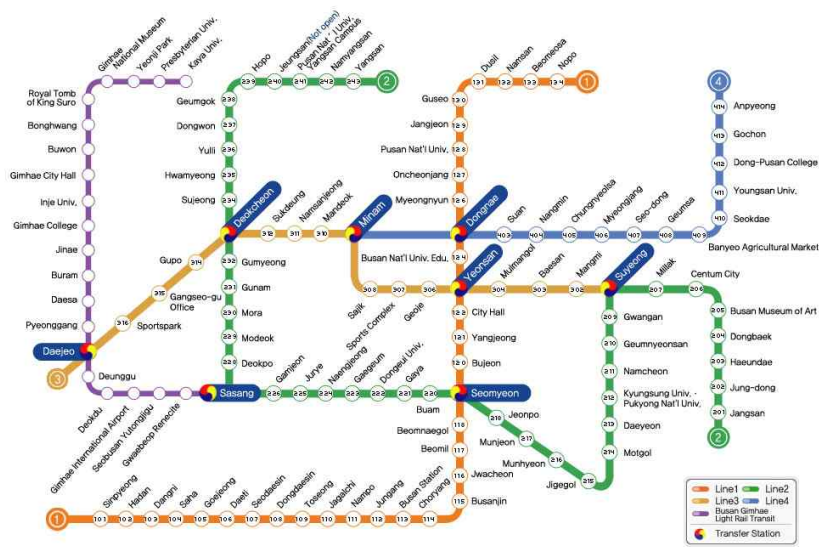 Gimhae
National Museum
Yeonji Park
Presbyterian Univ.
Kaya Univ.
Royal Tomb
of King Suro
Bonghwang
Buwon
Gimhae City Hall
Inje Univ.
Gimhae College
Jinae
Buram
Daesa
Pyeonggang
Daejeo
3
Deunggu
Deokdu
Gimhae International Airport
Seobusan Yutongjigu
Gwaebeop Renecite
Sasang
Hopo
Jeungsan(Not open)
Pusan Nat'l Univ.
Yangsan Campus
Namyangsan
Yangsan
239
240
241
242
243
2
Geumgok
238
Dongwon
237
Yulli
236
Hwamyeong
235
Sujeong
234
Deokcheon
Gupo
314
Gangseo-gu
Office
315
Sportspark
316
Sukdeung
Namsanjeong
Mandeok
312
311
310
Minam
232
Gumyeong
231
Gunam
230
Mora
229
Modeok
228
Deokpo
Gamjeon
Jurye
Naengjeong
Gaegeum
Dongeui Univ.
Gaya
Buam
226
225
224
223
222
221
220
Seomyeon
Dusil
Namsan
Beomeosa
Nopo
131
132
133
134
1
Guseo
130
Jangjeon
129
Pusan Nat'l Univ.
128
Oncheonjang
127
Myeongnyun
126
Dongnae
Busan Nat'l Univ. Edu.
124
Yeonsan
Sajik
Sports Complex
Geoje
308
307
306
122
City Hall
121
Yangjeong
120
Bujeon
Beomnaegol
118
Beomil
117
116
Jwacheon
115
Busanjin
Suan
Nangmin
Chungnyeolsa
Myeongjang
Seo-dong
Geumsa
403
404
405
406
407
408
409
Banyeo Agricultural Market
4
414
Anpyeong
413
Gochon
412
Dong-Pusan College
411
Youngsan Univ.
410
Seokdae
Mulmangol
Baesan
Mangmi
304
303
302
Suyeong
Millak
Centum City
207
206
205
Busan Museum of Art
204
Dongbaek
203
Haeundae
202
Jung-dong
201
Jangsan
2
209
Gwangan
210
Geumnyeonsan
211
Namcheon
212
Kyungsung Univ. ·
Pukyong Nat'l Univ.
213
Daeyeon
214
Motgol
Jeonpo
218
Munjeon
217
Munhyeon
216
Jigegol
215
Sinpyeong
Hadan
Dangni
Saha
Goejeong
Daeti
Seodaesin
Dongdaesin
Toseong
Jagalchi
Nampo
Jungang
Busan Station
Choryang
1
101
102
103
104
105
106
107
108
109
110
111
112
113
114
Line1
Line2
Line3
Line4
Busan Gimhae
Light Rail Transit
Transfer Station